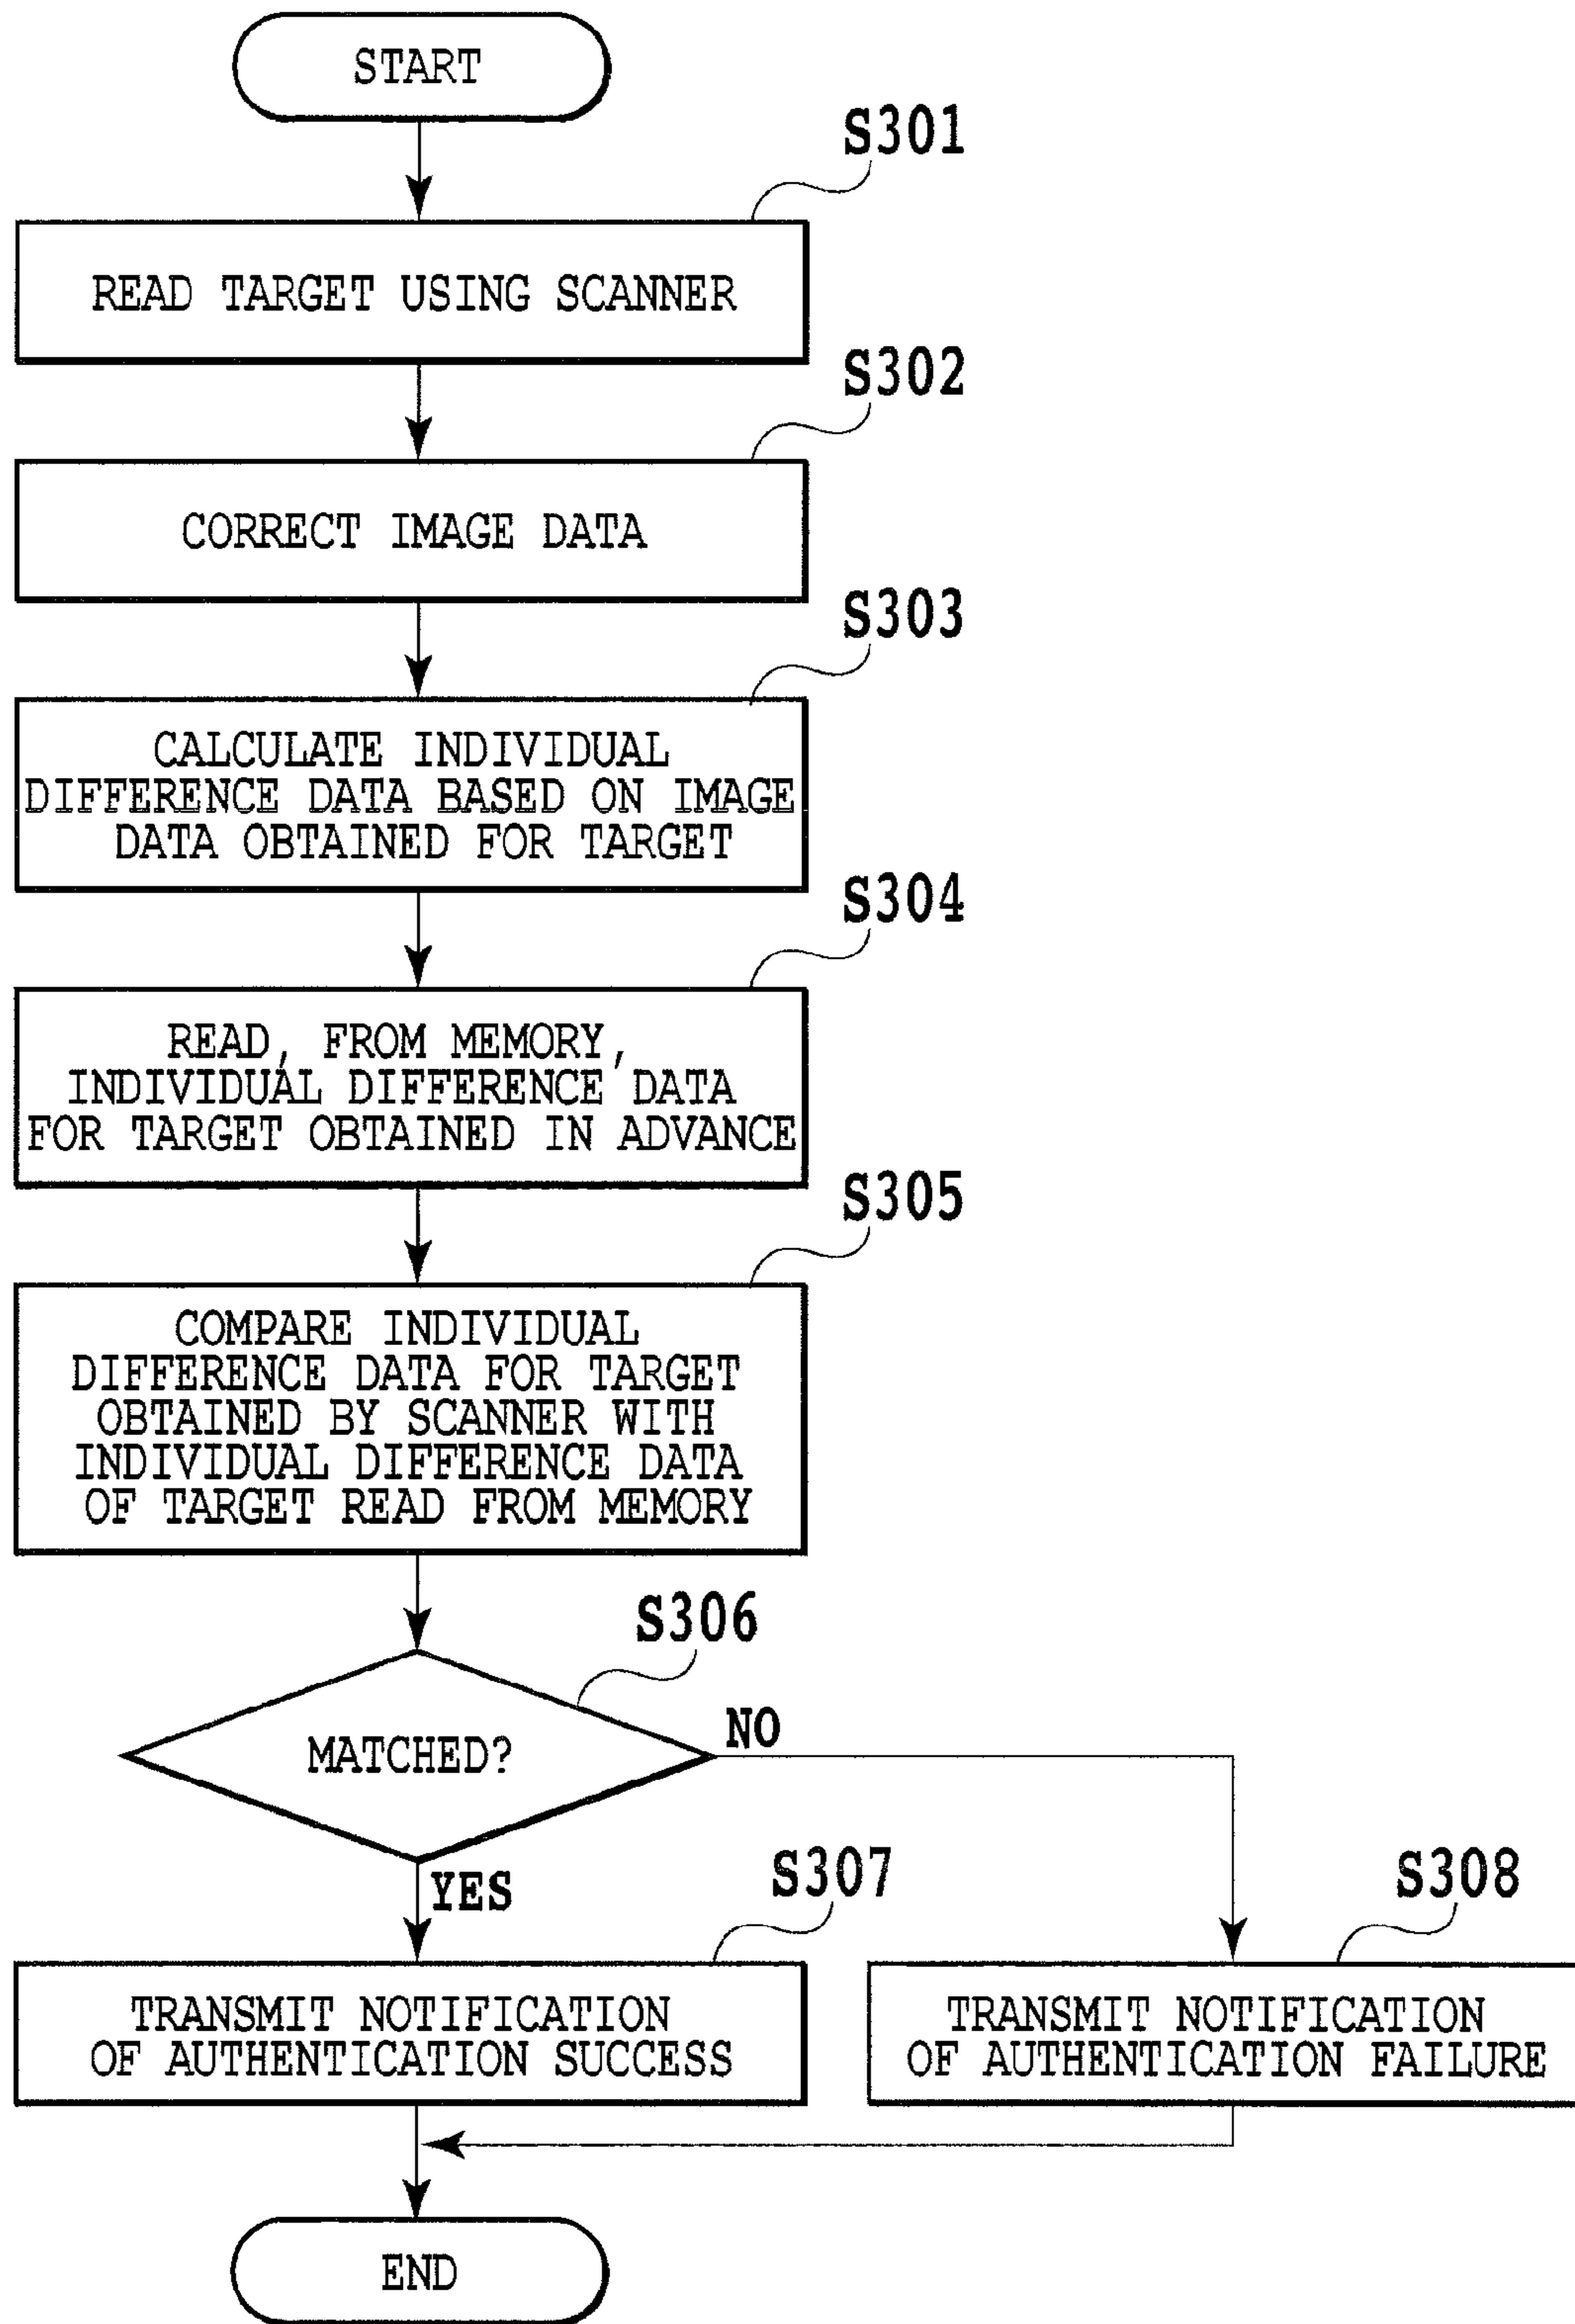 START
S301
READ TARGET USING SCANNER
S302
CORRECT IMAGE DATA
S303
CALCULATE INDIVIDUAL
DIFFERENCE DATA BASED ON IMAGE
DATA OBTAINED FOR TARGET
S304
READ, FROM MEMORY,
INDIVIDUAL DIFFERENCE DATA
FOR TARGET OBTAINED IN ADVANCE
S305
COMPARE INDIVIDUAL
DIFFERENCE DATA FOR TARGET
OBTAINED BY SCANNER WITH
INDIVIDUAL DIFFERENCE DATA
OF TARGET READ FROM MEMORY
S306
MATCHED?
NO
YES
S307
TRANSMIT NOTIFICATION
OF AUTHENTICATION SUCCESS
S308
TRANSMIT NOTIFICATION
OF AUTHENTICATION FAILURE
END